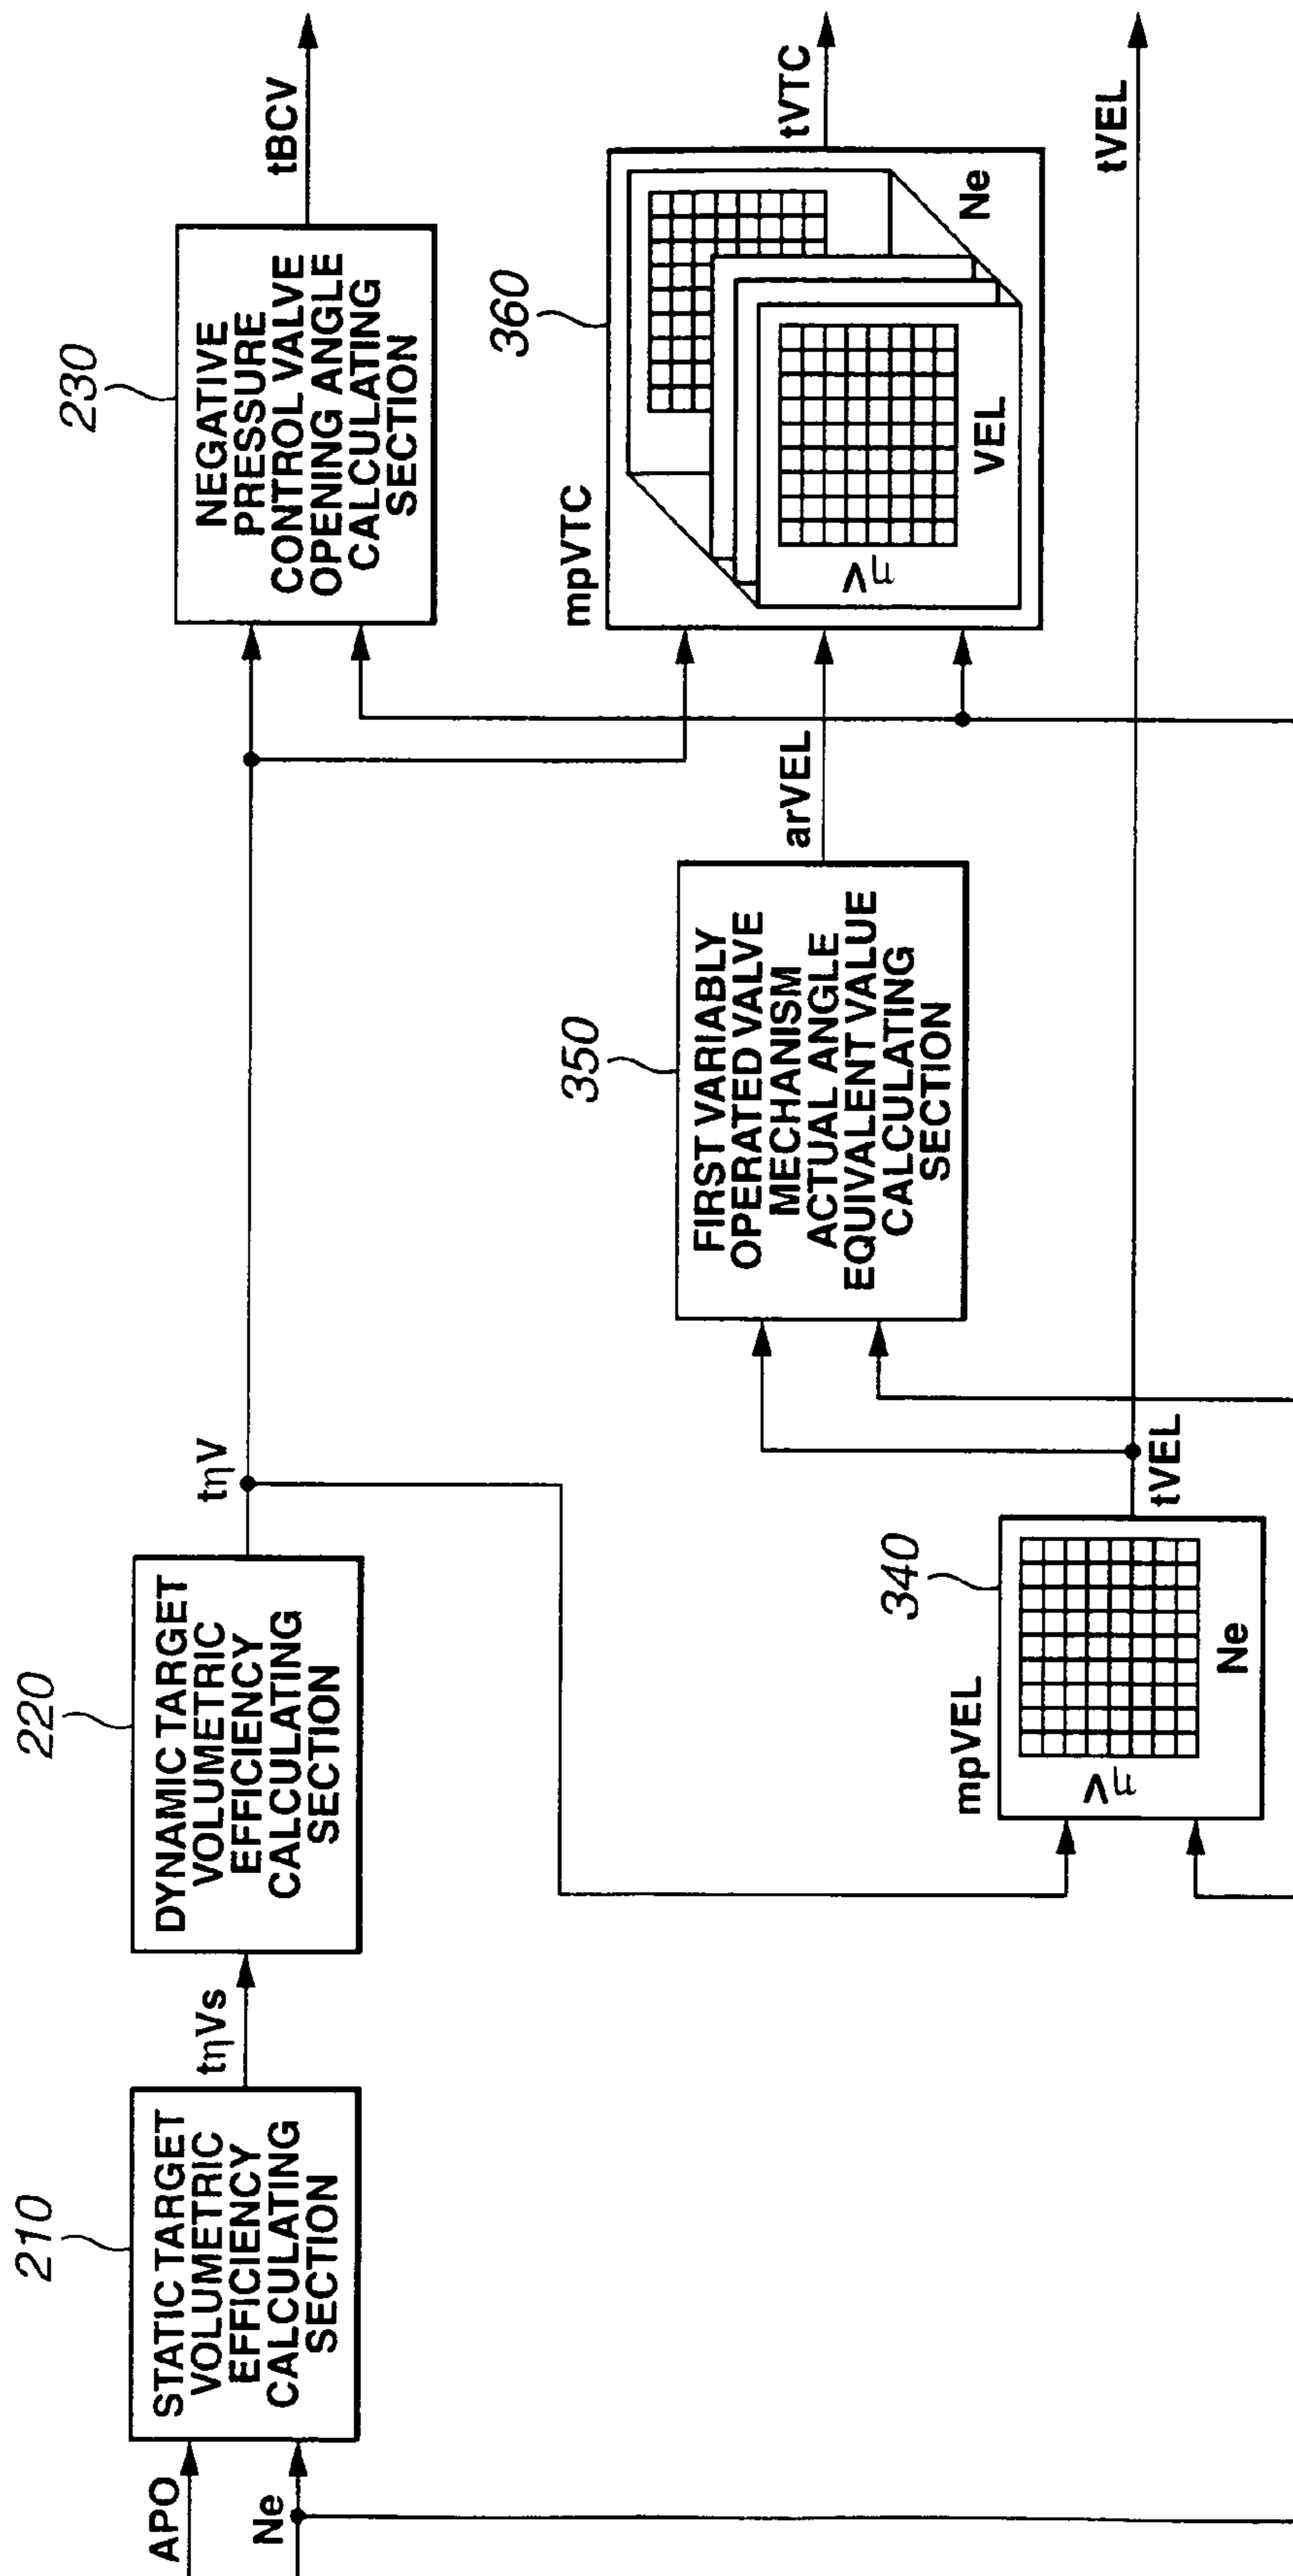 APO
Ne
210
STATIC TARGET
VOLUMETRIC
EFFICIENCY
CALCULATING
SECTION
tηVs
220
DYNAMIC TARGET
VOLUMETRIC
EFFICIENCY
CALCULATING
SECTION
tηV
230
NEGATIVE
PRESSURE
CONTROL VALVE
OPENING ANGLE
CALCULATING
SECTION
tBCV
mpVEL
340
ηV
Ne
tVEL
350
FIRST VARIABLY
OPERATED VALVE
MECHANISM
ACTUAL ANGLE
EQUIVALENT VALUE
CALCULATING
SECTION
arVEL
mpVTC
360
ηV
VEL
Ne
tVTC
tVEL